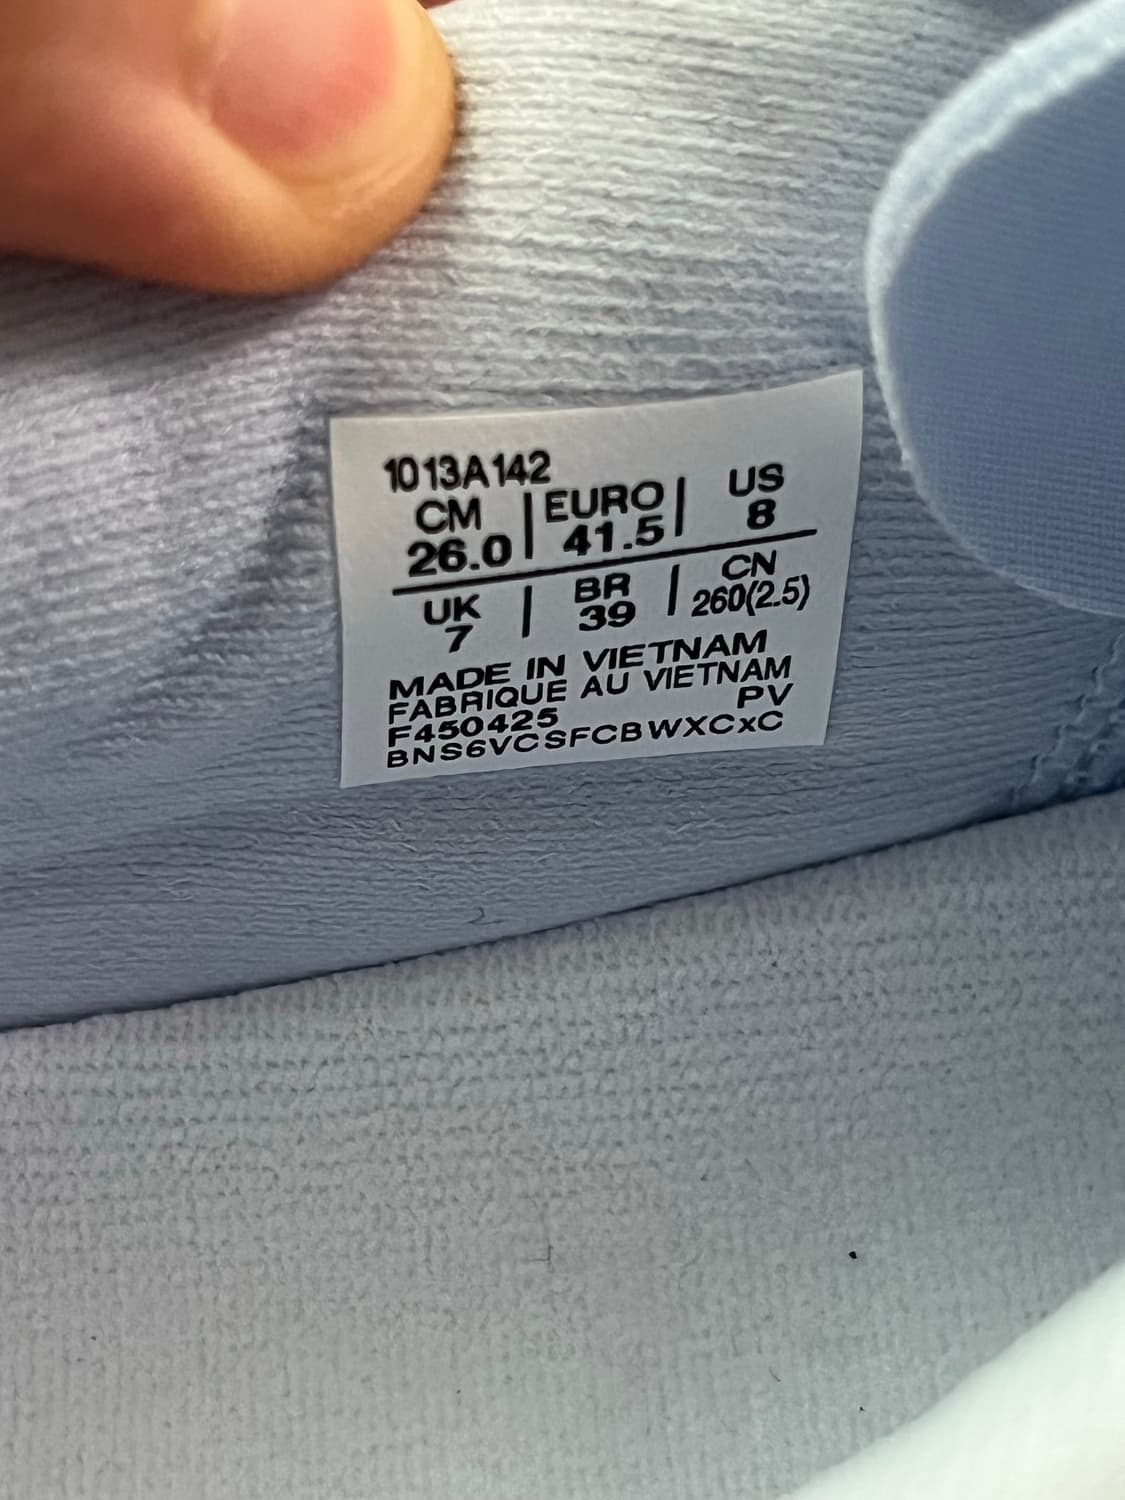 1013A142
CM | EURO | US
26.0 | 41.5 | 8
UK | BR | CN
7 | 39 | 260(2.5)
MADE IN VIETNAM
FABRIQUE AU VIETNAM
F450425 PV
BNS6VCSFCBWXCxC